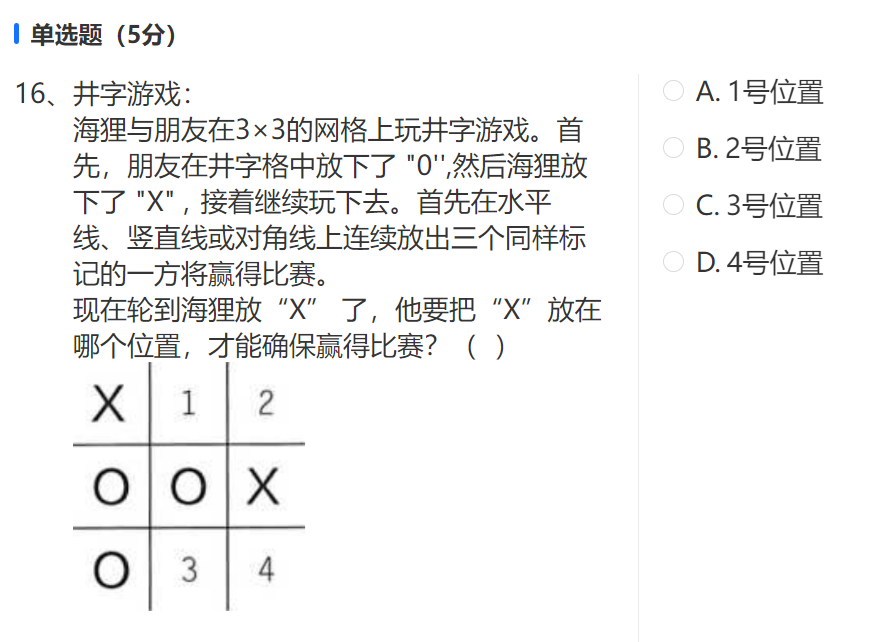 单选题（5分）
16、井字游戏：
海狸与朋友在3×3的网格上玩井字游戏。首
先，朋友在井字格中放下了 "0'',然后海狸放
下了 "X"，接着继续玩下去。首先在水平
线、竖直线或对角线上连续放出三个同样标
记的一方将赢得比赛。
现在轮到海狸放“X” 了，他要把“X”放在
哪个位置，才能确保赢得比赛？（ ）
X 1 2
O O X
O 3 4
A. 1号位置
B. 2号位置
C. 3号位置
D. 4号位置